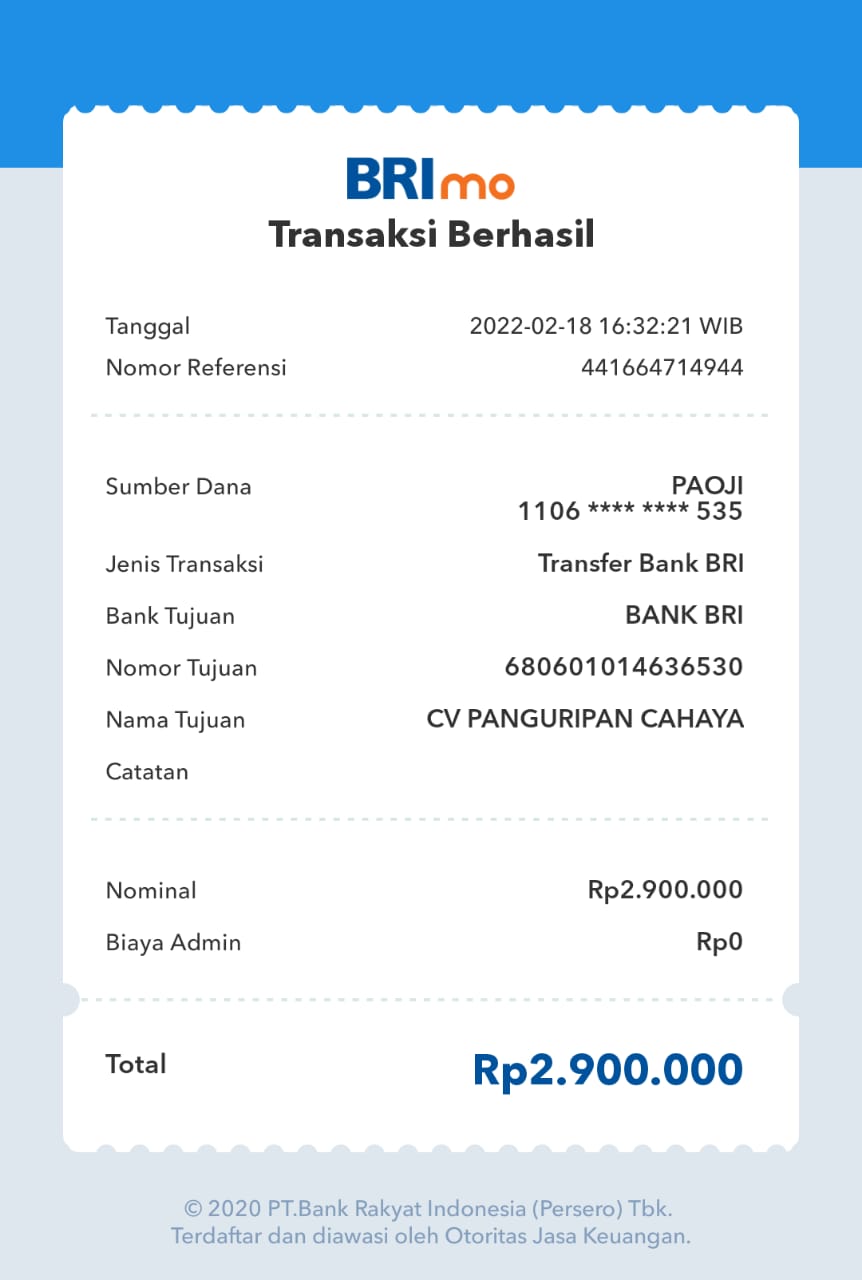 BRImo
Transaksi Berhasil
Tanggal 2022-02-18 16:32:21 WIB
Nomor Referensi 441664714944
Sumber Dana PAOJI
1106 **** **** 535
Jenis Transaksi Transfer Bank BRI
Bank Tujuan BANK BRI
Nomor Tujuan 680601014636530
Nama Tujuan CV PANGURIPAN CAHAYA
Catatan
Nominal Rp2.900.000
Biaya Admin Rp0
Total Rp2.900.000
© 2020 PT.Bank Rakyat Indonesia (Persero) Tbk.
Terdaftar dan diawasi oleh Otoritas Jasa Keuangan.